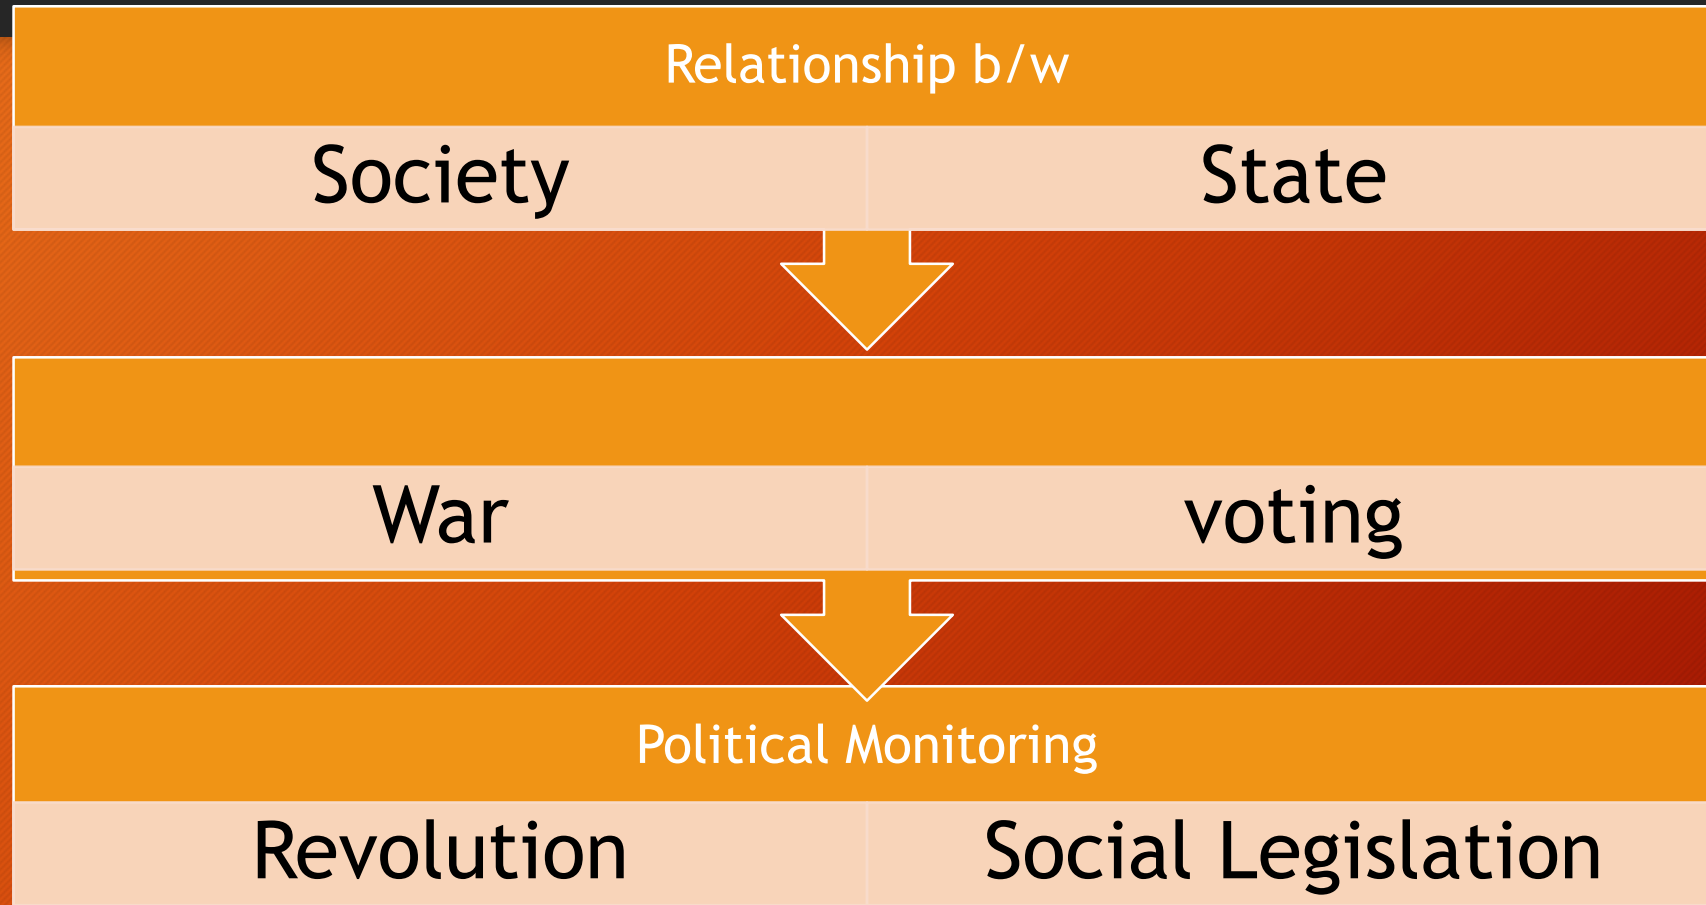 Relationship b/w
Society State
War voting
Political Monitoring
Revolution Social Legislation